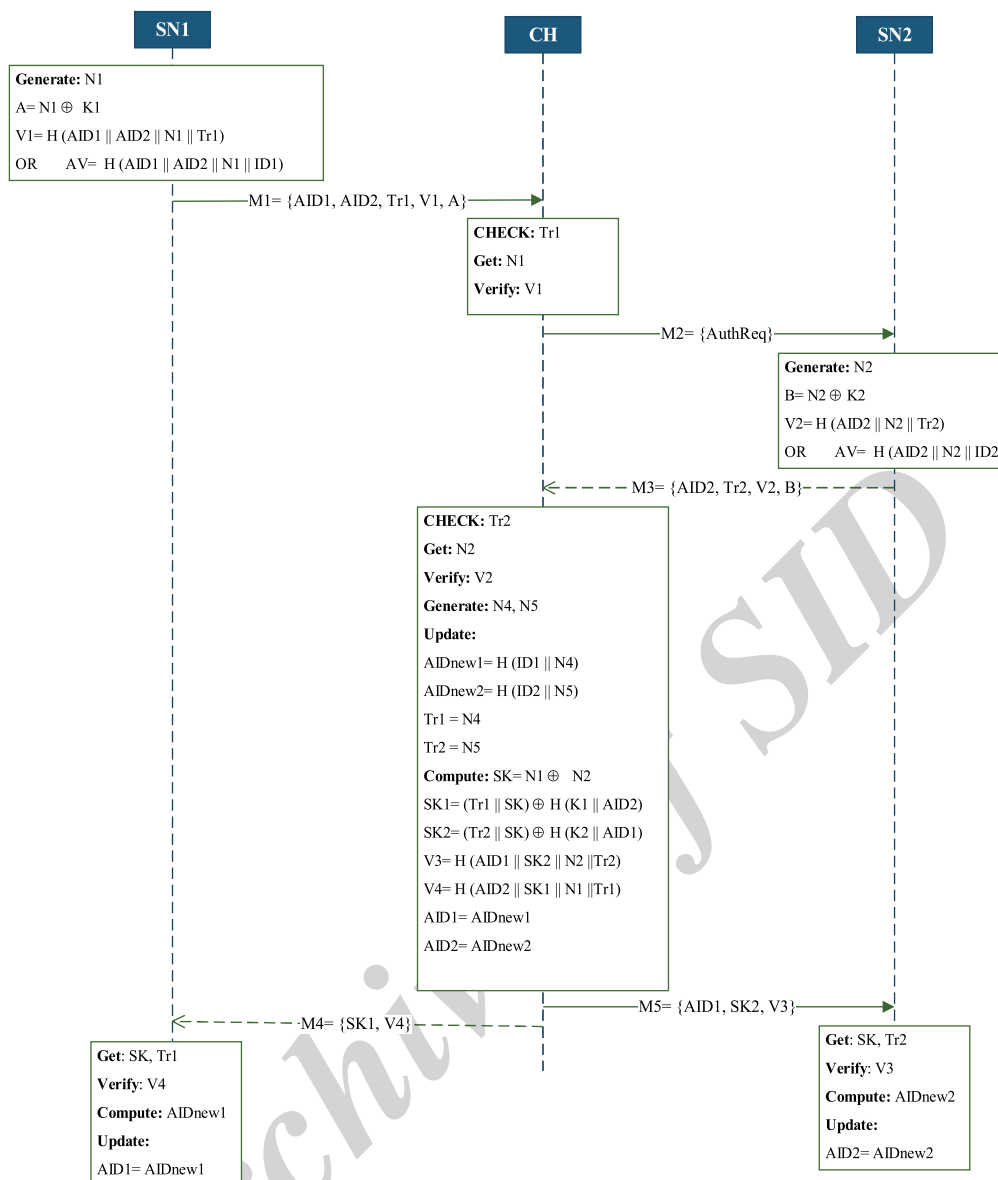 SN1
CH
SN2
Generate: N1
A= N1 ⊕ K1
V1= H (AID1 || AID2 || N1 || Tr1)
OR AV= H (AID1 || AID2 || N1 || ID1)
M1= {AID1, AID2, Tr1, V1, A}
CHECK: Tr1
Get: N1
Verify: V1
M2= {AuthReq}
Generate: N2
B= N2 ⊕ K2
V2= H (AID2 || N2 || Tr2)
OR AV= H (AID2 || N2 || ID2
M3= {AID2, Tr2, V2, B}
CHECK: Tr2
Get: N2
Verify: V2
Generate: N4, N5
Update:
AIDnew1= H (ID1 || N4)
AIDnew2= H (ID2 || N5)
Tr1 = N4
Tr2 = N5
Compute: SK= N1 ⊕ N2
SK1= (Tr1 || SK) ⊕ H (K1 || AID2)
SK2= (Tr2 || SK) ⊕ H (K2 || AID1)
V3= H (AID1 || SK2 || N2 ||Tr2)
V4= H (AID2 || SK1 || N1 ||Tr1)
AID1= AIDnew1
AID2= AIDnew2
M5= {AID1, SK2, V3}
M4= {SK1, V4}
Get: SK, Tr1
Verify: V4
Compute: AIDnew1
Update:
AID1= AIDnew1
Get: SK, Tr2
Verify: V3
Compute: AIDnew2
Update:
AID2= AIDnew2
SID